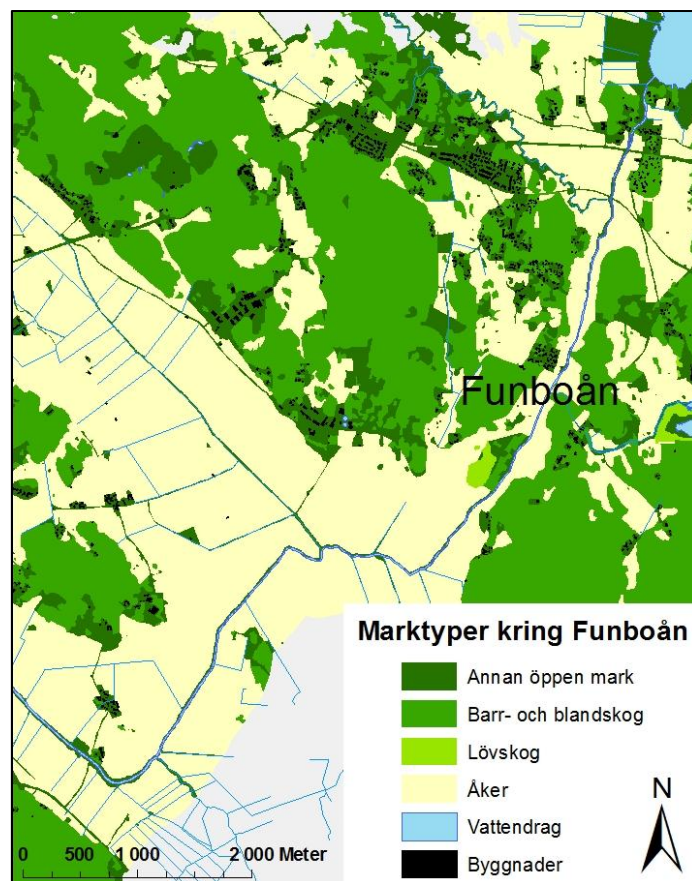 Funboån
Marktyper kring Funboån
Annan öppen mark
Barr- och blandskog
Lövskog
Åker
Vattendrag
Byggnader
N
0 500 1 000 2 000 Meter